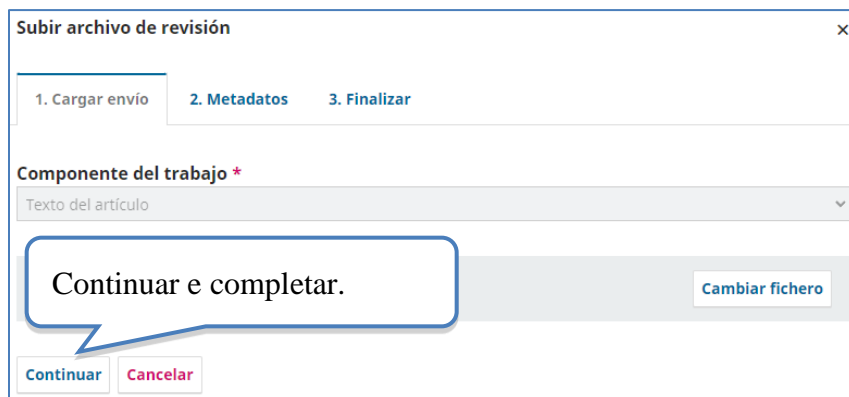 Subir archivo de revisión ×
1. Cargar envío 2. Metadatos 3. Finalizar
Componente del trabajo *
Texto del artículo
Continuar e completar.
Cambiar fichero
Continuar Cancelar